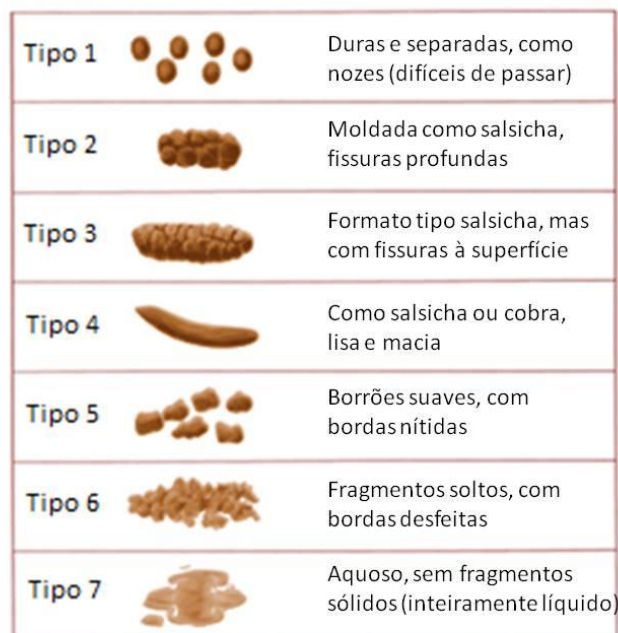 Tipo 1
Duras e separadas, como
nozes (difíceis de passar)
Tipo 2
Moldada como salsicha,
fissuras profundas
Tipo 3
Formato tipo salsicha, mas
com fissuras à superfície
Tipo 4
Como salsicha ou cobra,
lisa e macia
Tipo 5
Borrões suaves, com
bordas nítidas
Tipo 6
Fragmentos soltos, com
bordas desfeitas
Tipo 7
Aquoso, sem fragmentos
sólidos (inteiramente líquido)